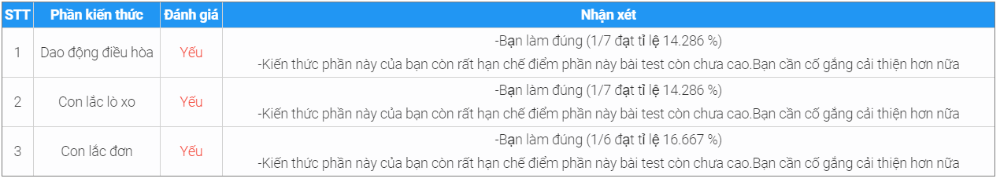 STT Phần kiến thức Đánh giá Nhận xét
1 Dao động điều hòa Yếu -Bạn làm đúng (1/7 đạt tỉ lệ 14.286 %)
-Kiến thức phần này của bạn còn rất hạn chế điểm phần này bài test còn chưa cao.Bạn cần cố gắng cải thiện hơn nữa
2 Con lắc lò xo Yếu -Bạn làm đúng (1/7 đạt tỉ lệ 14.286 %)
-Kiến thức phần này của bạn còn rất hạn chế điểm phần này bài test còn chưa cao.Bạn cần cố gắng cải thiện hơn nữa
3 Con lắc đơn Yếu -Bạn làm đúng (1/6 đạt tỉ lệ 16.667 %)
-Kiến thức phần này của bạn còn rất hạn chế điểm phần này bài test còn chưa cao.Bạn cần cố gắng cải thiện hơn nữa